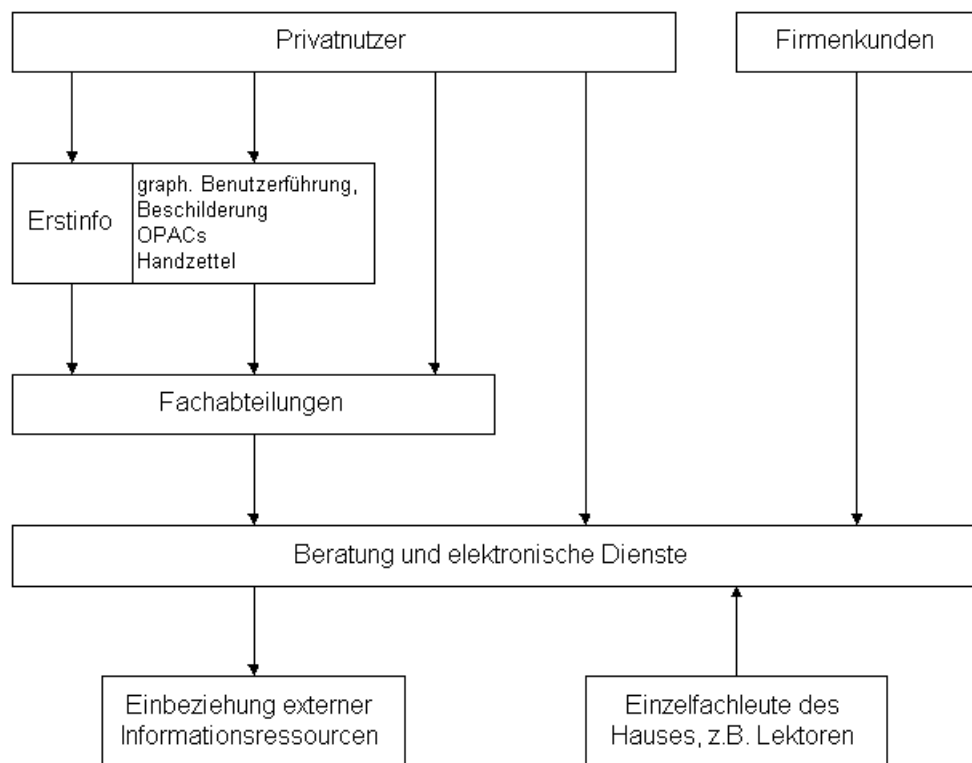 Privatnutzer
Firmenkunden
Erstinfo
graph. Benutzerführung,
Beschilderung
OPACs
Handzettel
Fachabteilungen
Beratung und elektronische Dienste
Einbeziehung externer
Informationsressourcen
Einzelfachleute des
Hauses, z.B. Lektoren